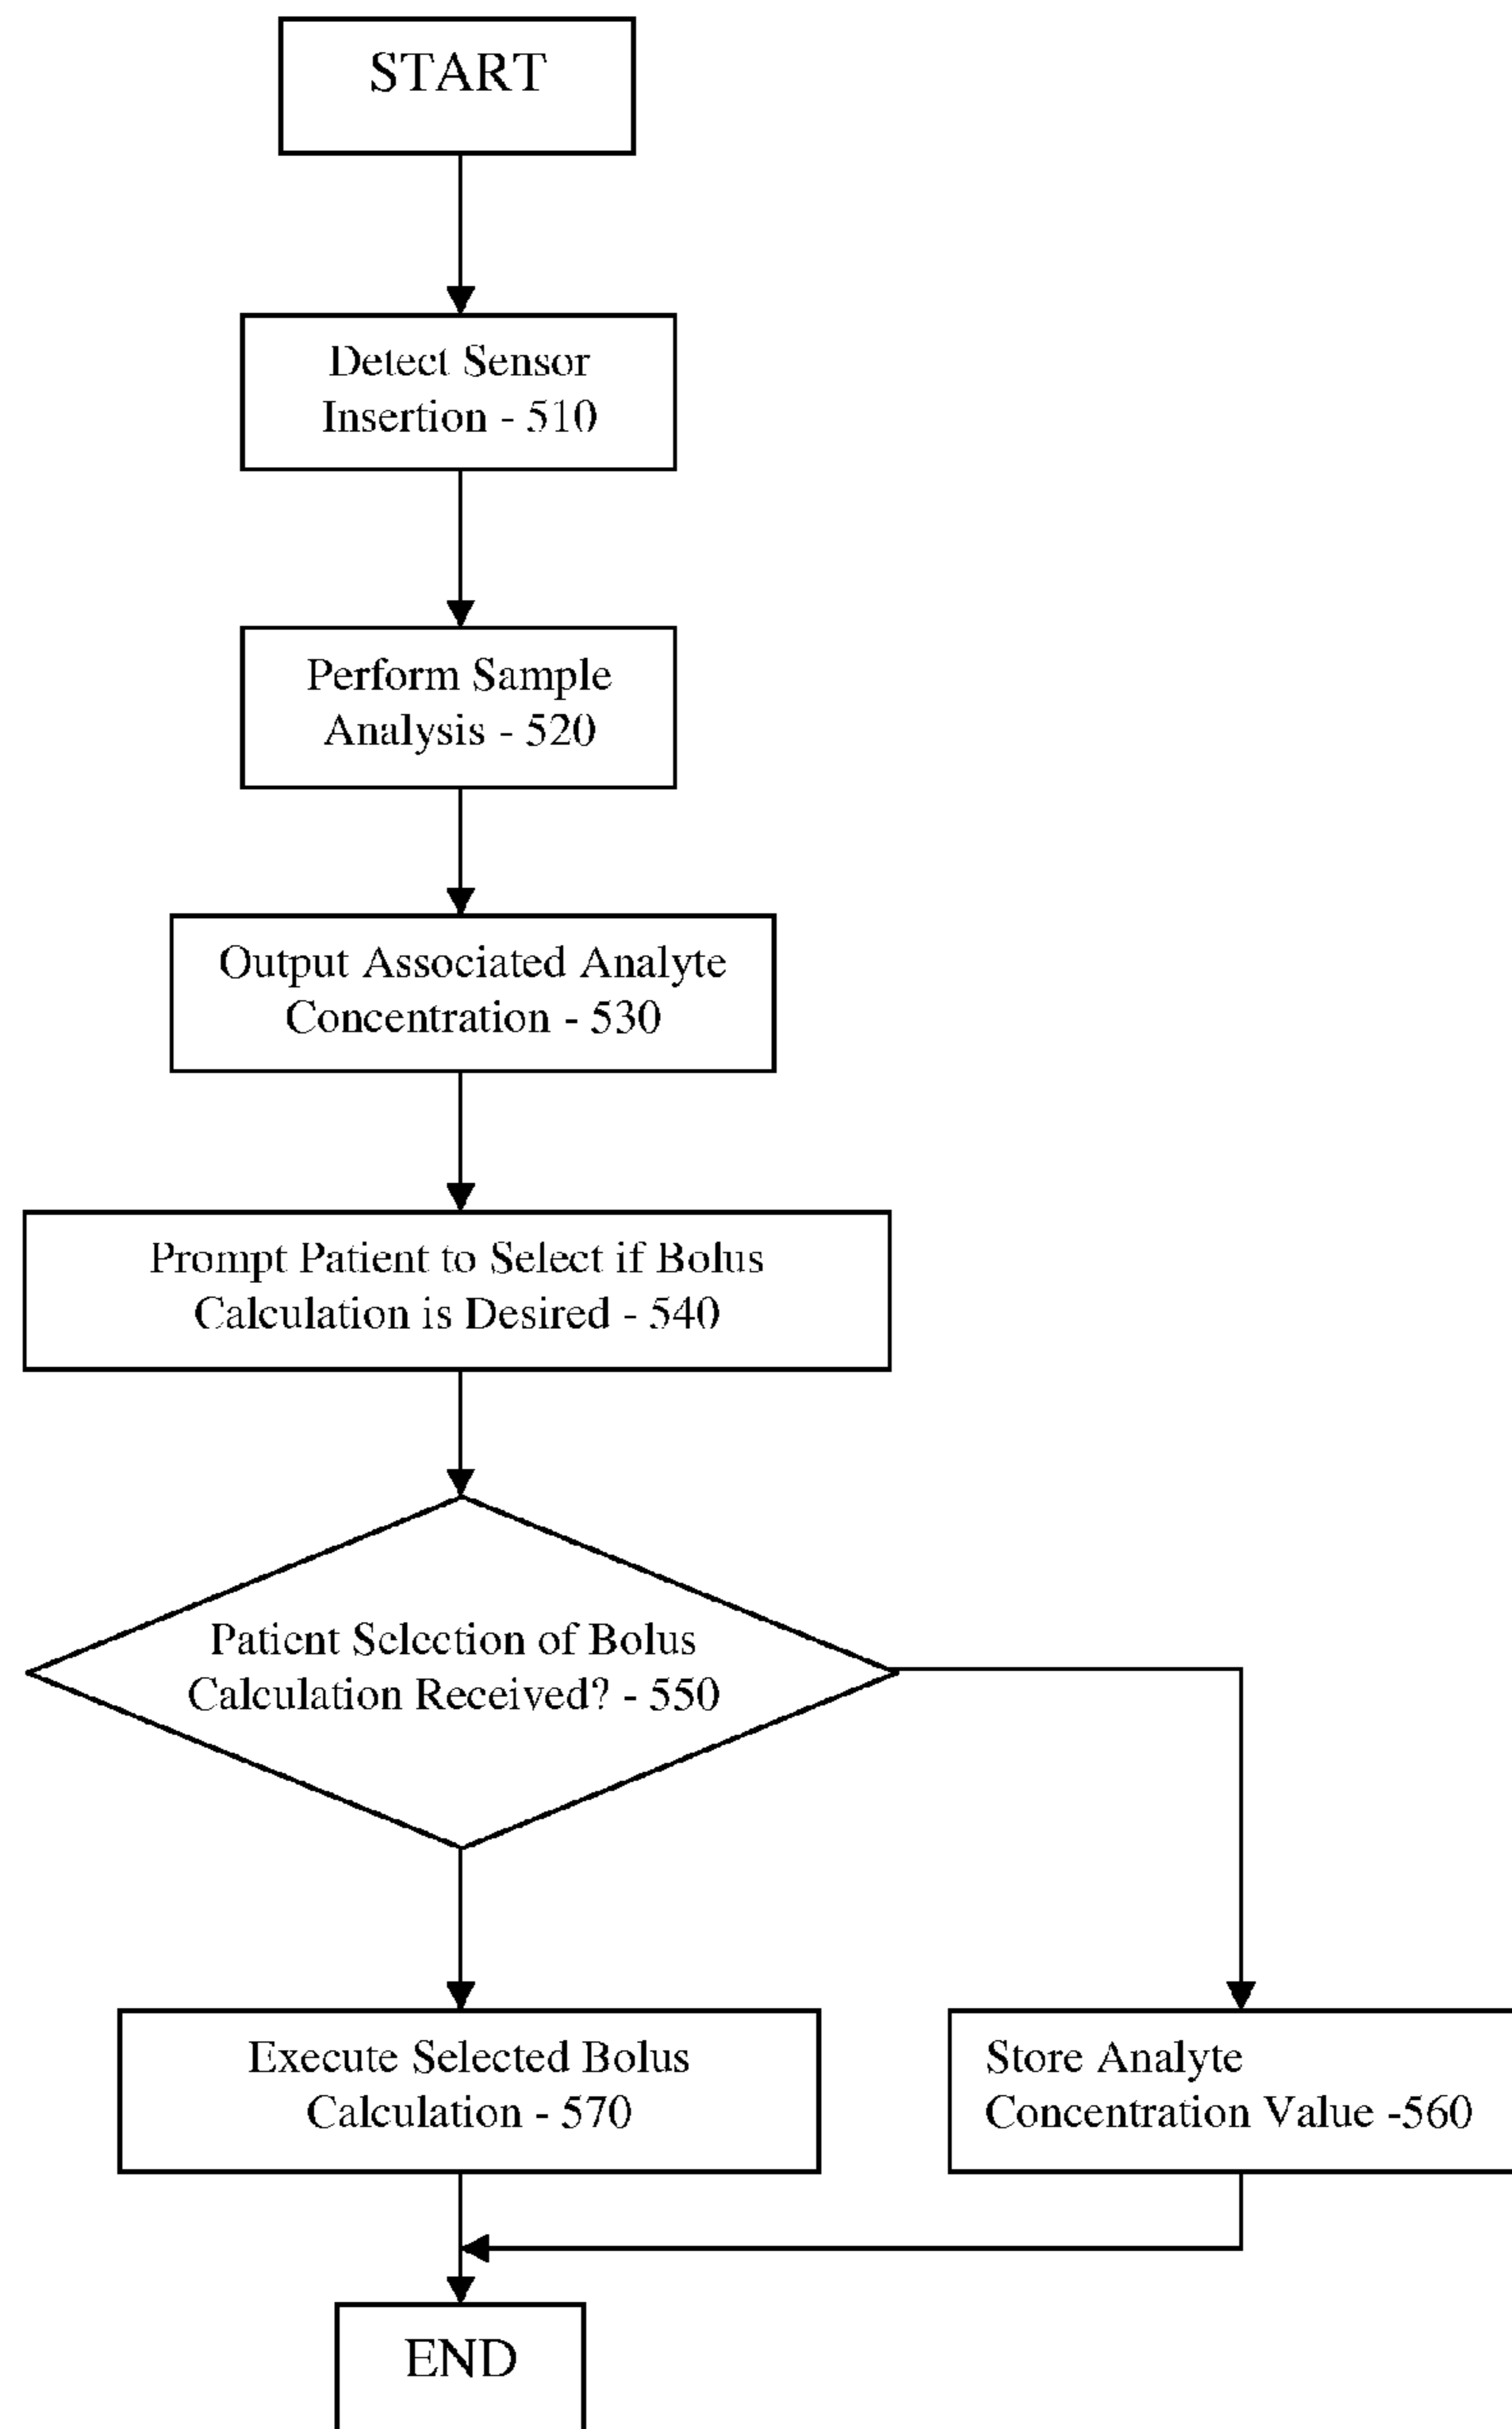 START
Detect Sensor
Insertion - 510
Perform Sample
Analysis - 520
Output Associated Analyte
Concentration - 530
Prompt Patient to Select if Bolus
Calculation is Desired - 540
Patient Selection of Bolus
Calculation Received? - 550
Execute Selected Bolus
Calculation - 570
Store Analyte
Concentration Value -560
END